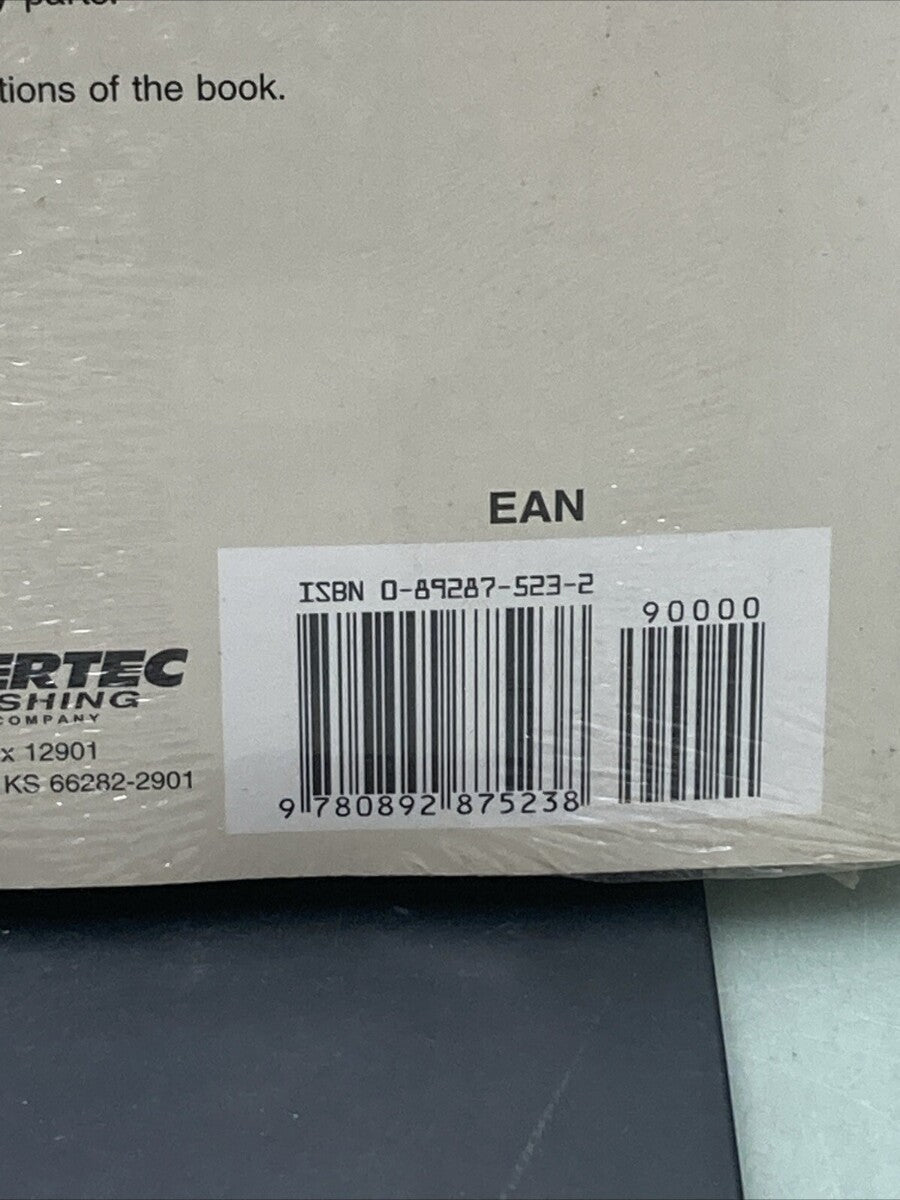 parts.
tions of the book.
EAN
ISBN 0-89287-523-2
90000
ERTEC
SHING
COMPANY
x 12901
KS 66282-2901
9 780892 875238